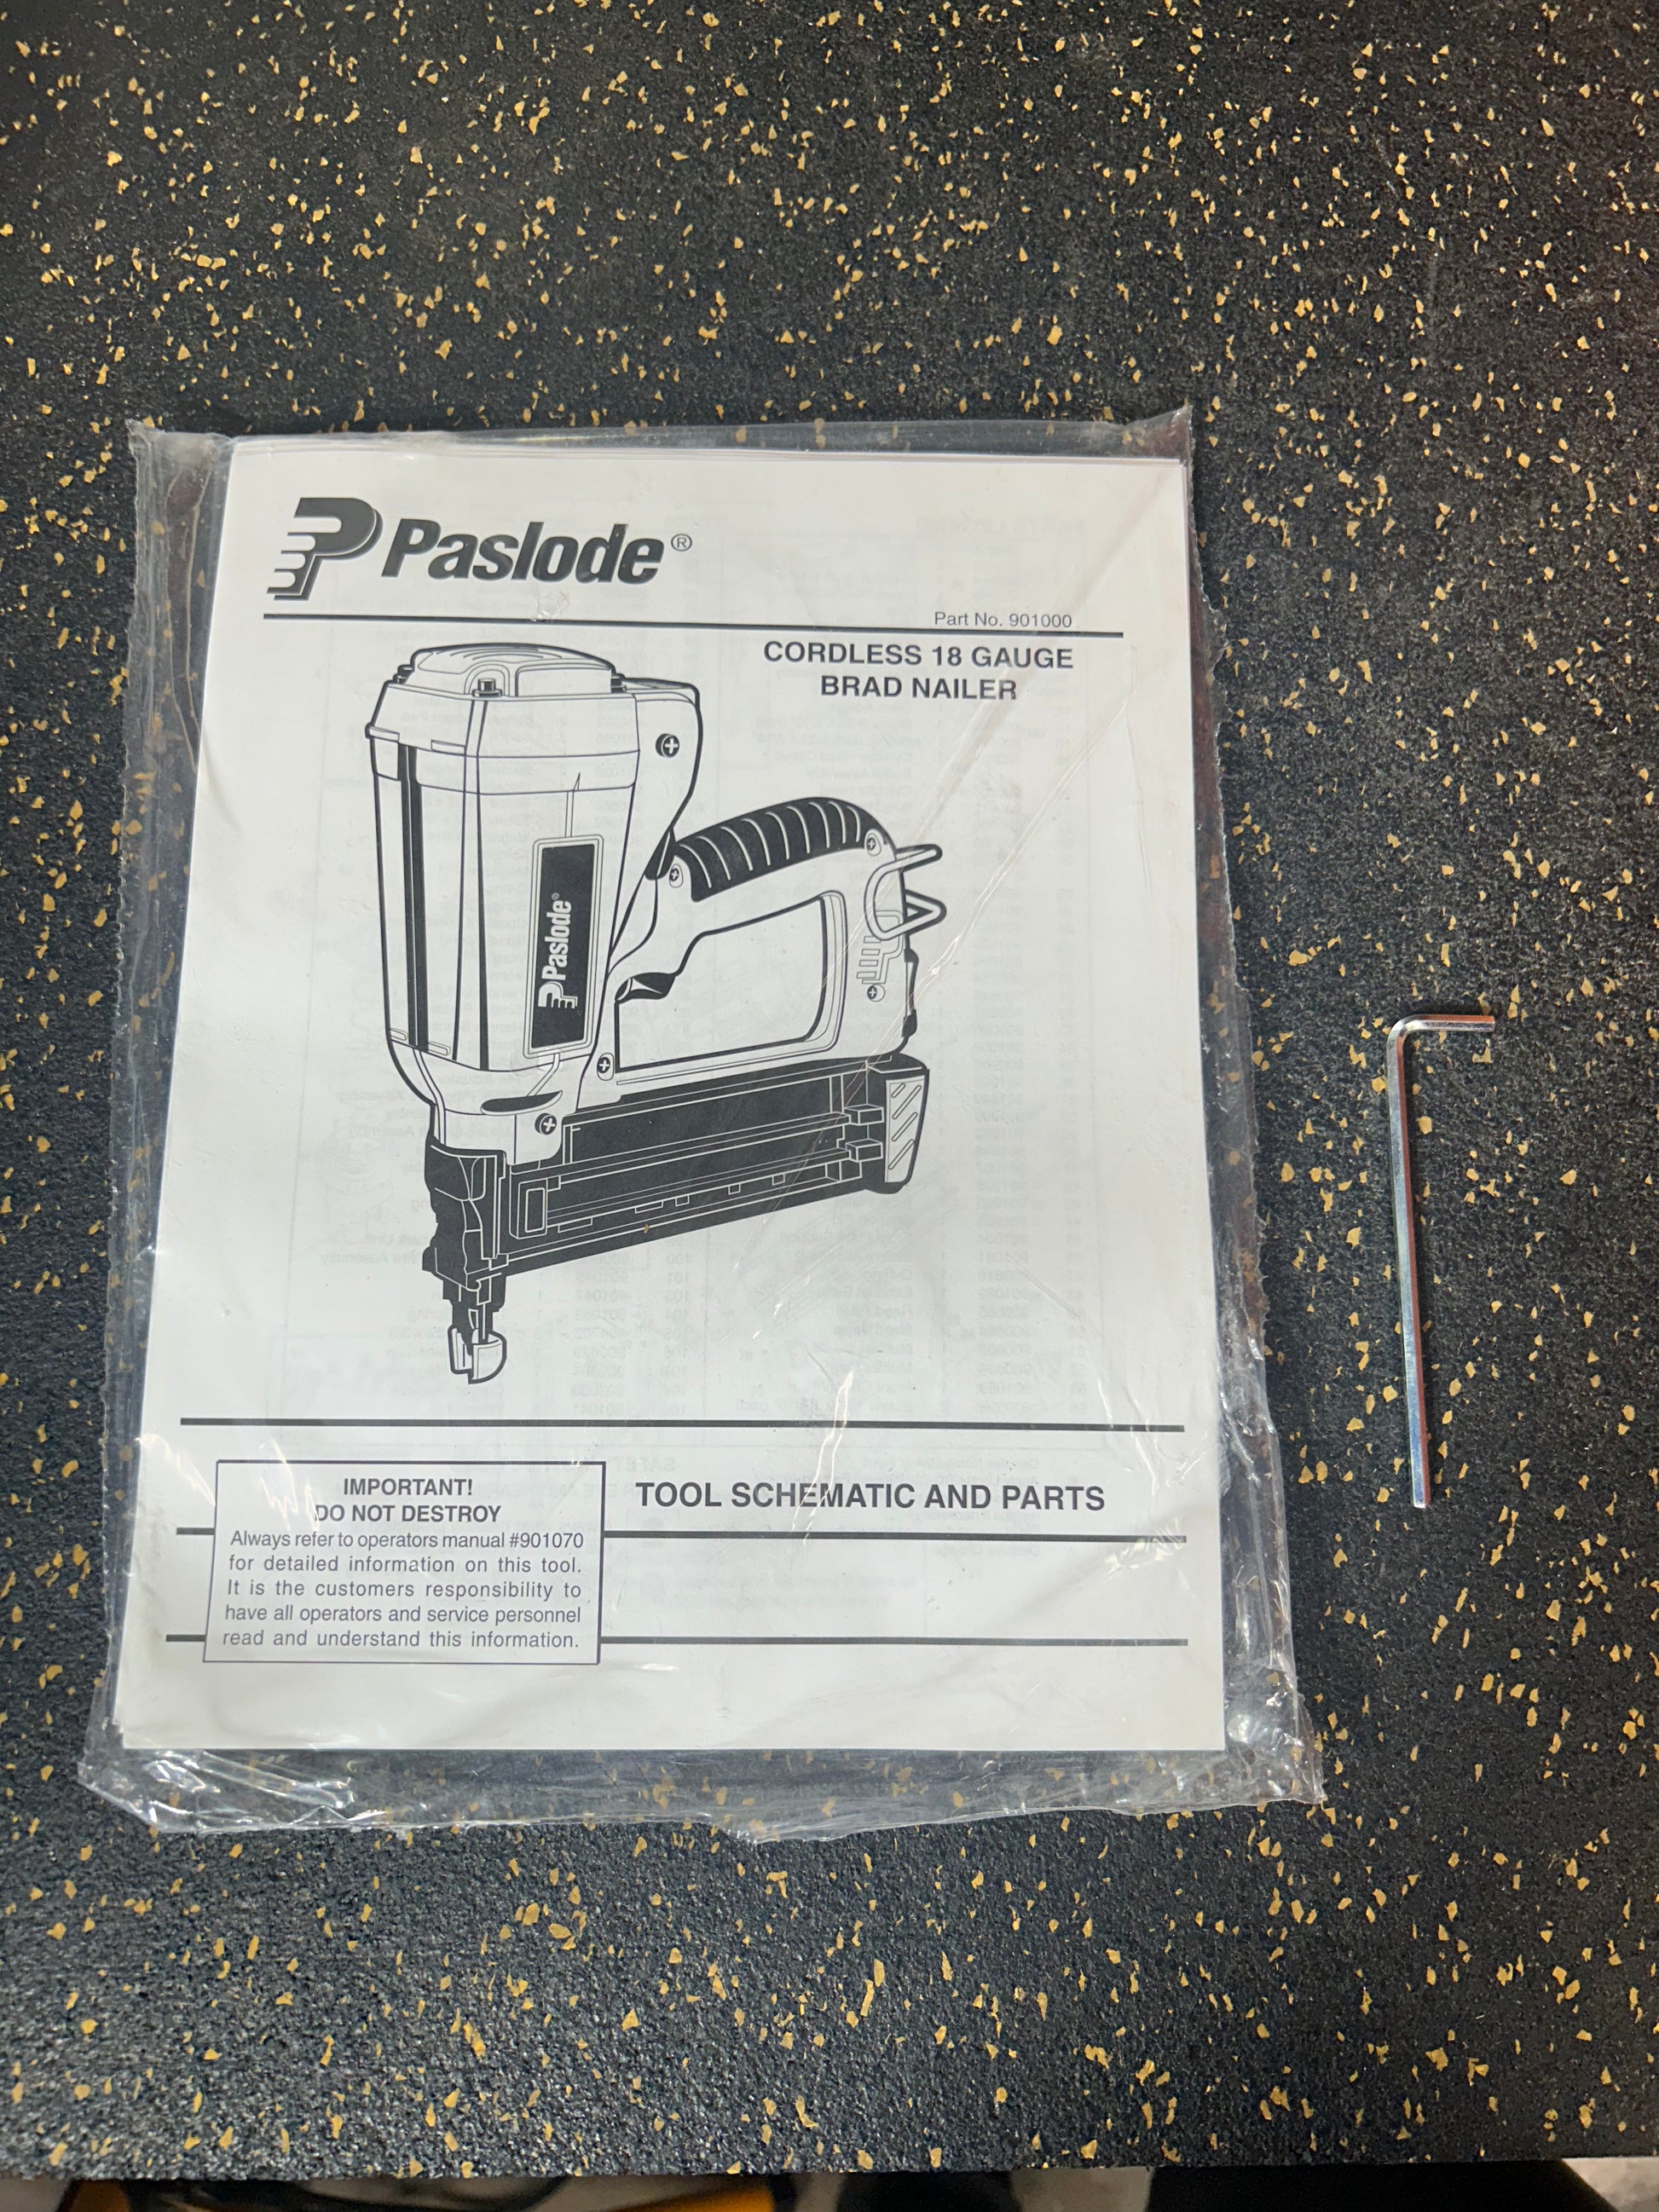 Paslode®
Part No. 901000
CORDLESS 18 GAUGE
BRAD NAILER
Paslode®
TOOL SCHEMATIC AND PARTS
IMPORTANT!
DO NOT DESTROY
Always refer to operators manual #901070
for detailed information on this tool.
It is the customers responsibility to
have all operators and service personnel
read and understand this information.